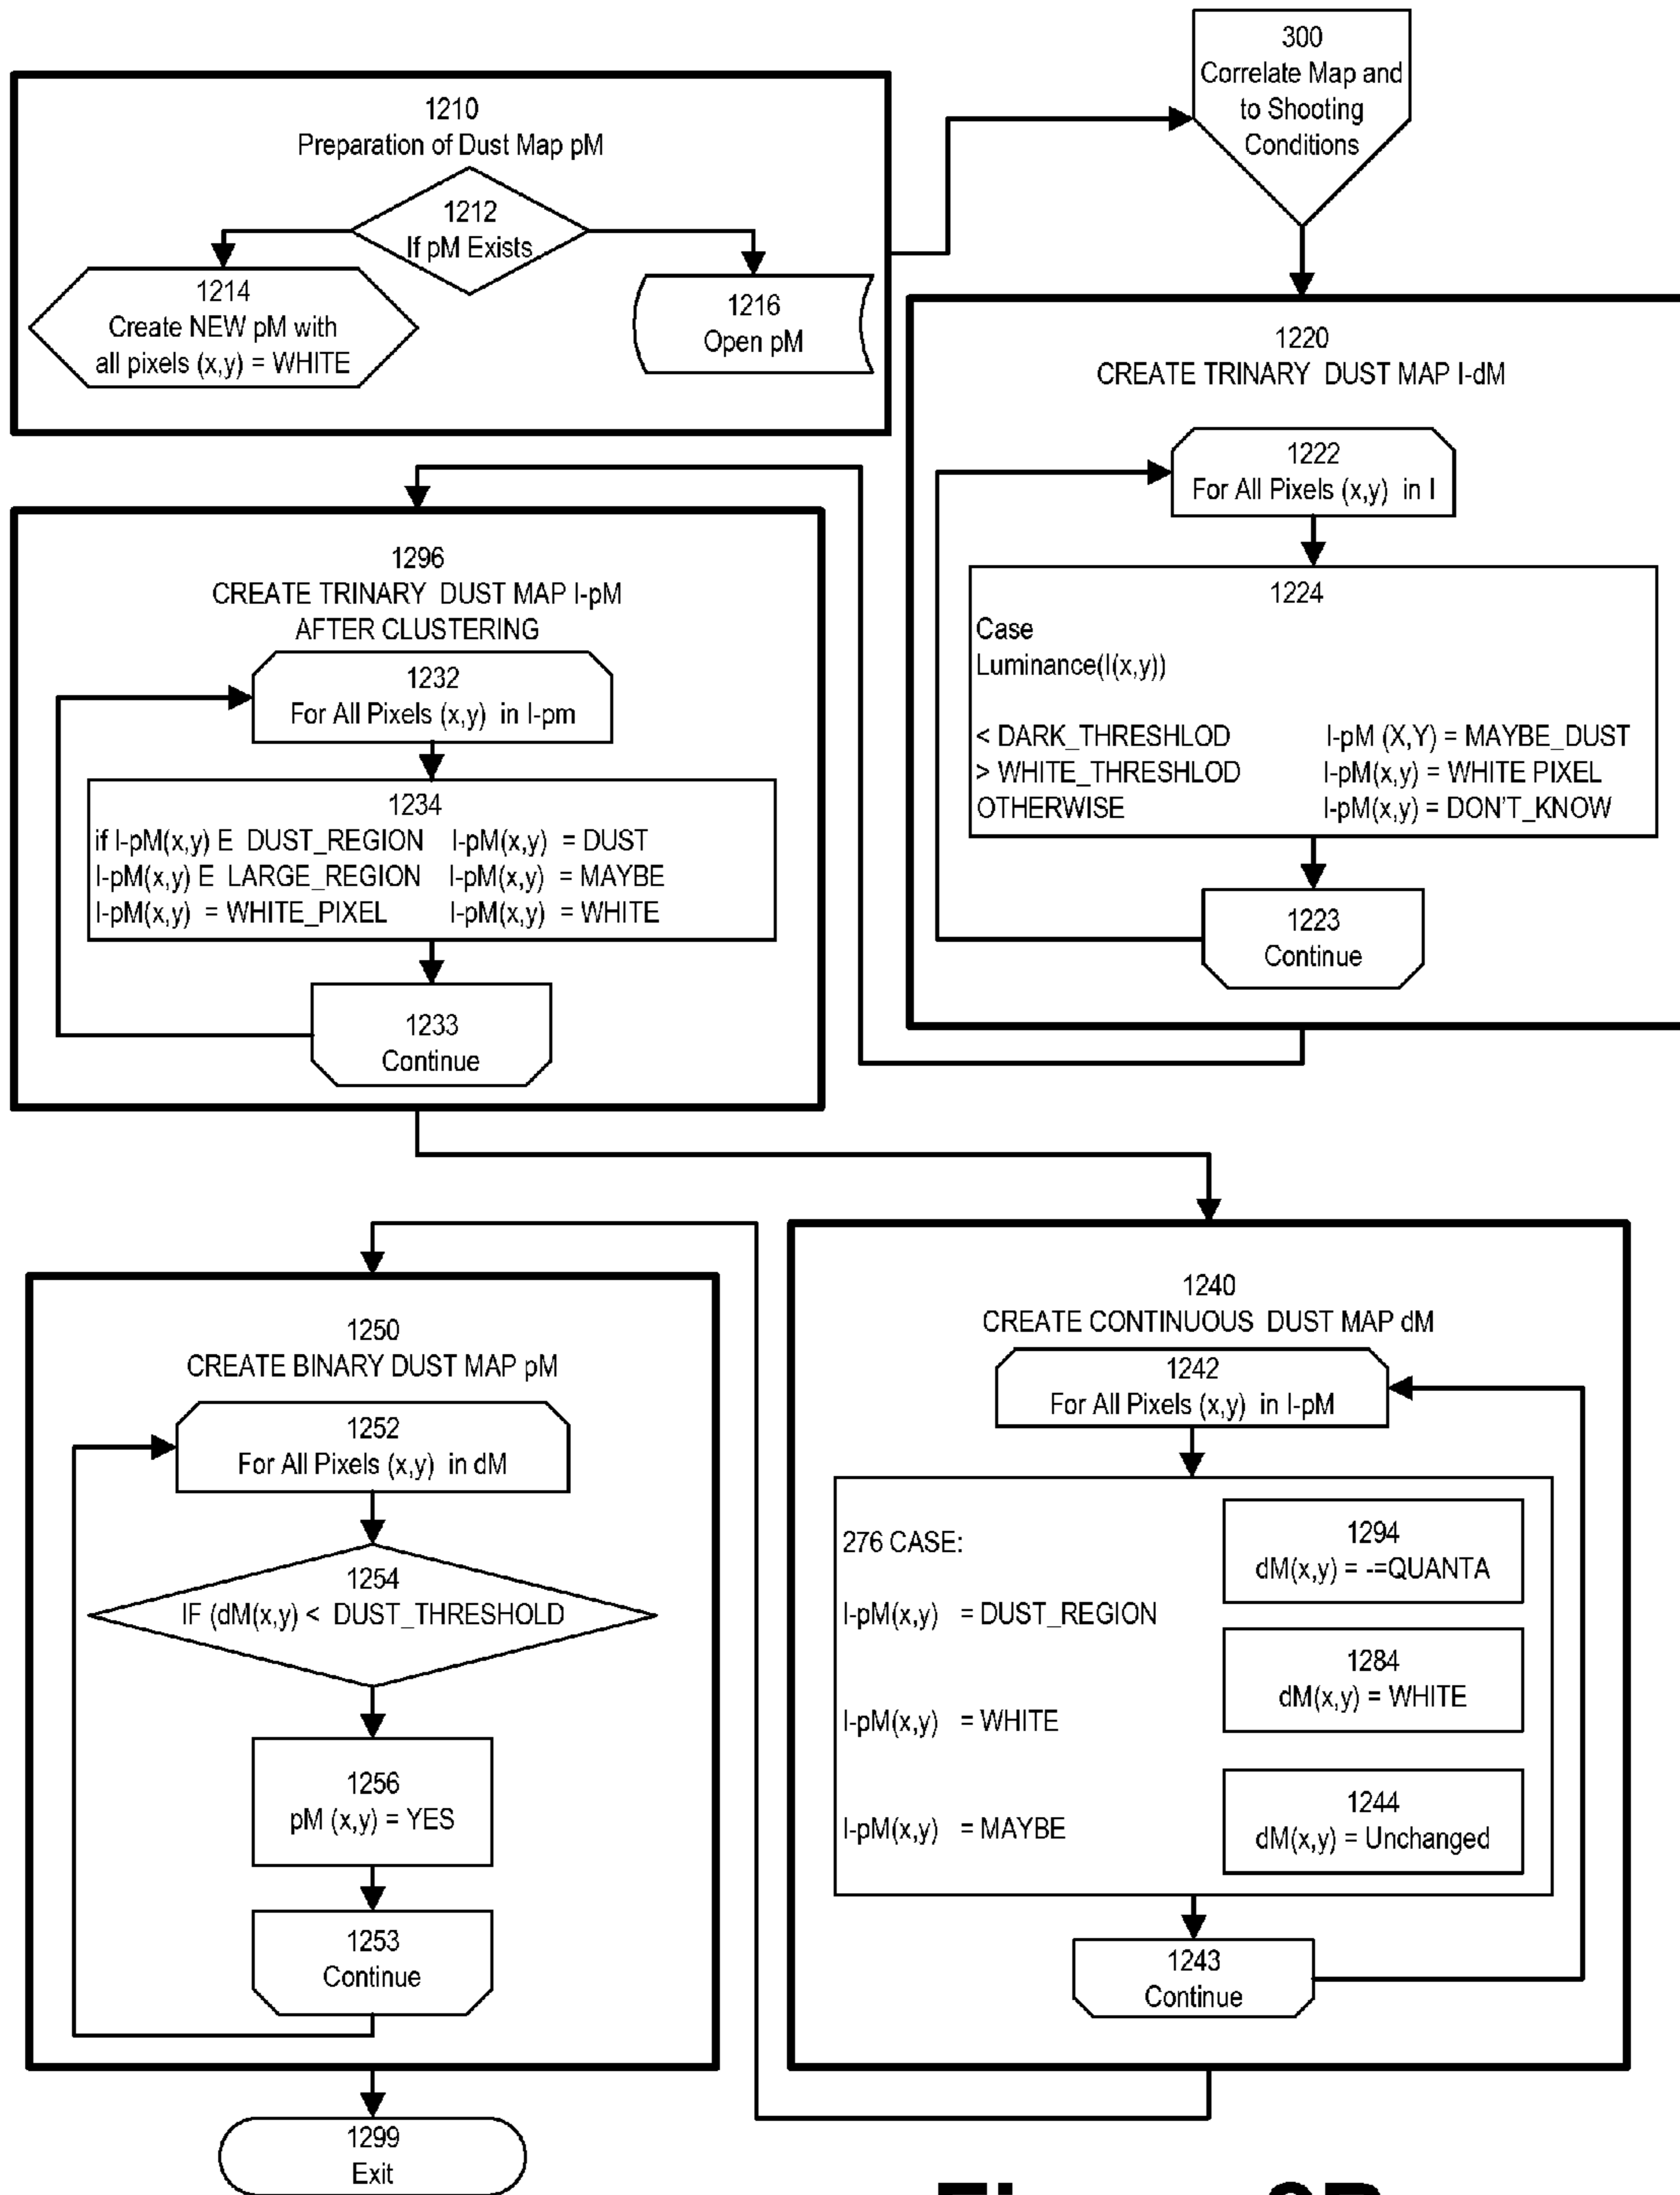 300
Correlate Map and
to Shooting
Conditions
1210
Preparation of Dust Map pM
1212
If pM Exists
1214
Create NEW pM with
all pixels (x,y) = WHITE
1216
Open pM
1220
CREATE TRINARY DUST MAP I-dM
1222
For All Pixels (x,y) in I
1224
Case
Luminance(I(x,y))
< DARK_THRESHLOD I-pM (X,Y) = MAYBE_DUST
> WHITE_THRESHLOD I-pM(x,y) = WHITE PIXEL
OTHERWISE I-pM(x,y) = DON'T_KNOW
1223
Continue
1296
CREATE TRINARY DUST MAP I-pM
AFTER CLUSTERING
1232
For All Pixels (x,y) in I-pm
1234
if I-pM(x,y) E DUST_REGION I-pM(x,y) = DUST
I-pM(x,y) E LARGE_REGION I-pM(x,y) = MAYBE
I-pM(x,y) = WHITE_PIXEL I-pM(x,y) = WHITE
1233
Continue
1240
CREATE CONTINUOUS DUST MAP dM
1242
For All Pixels (x,y) in I-pM
276 CASE:
1294
dM(x,y) = -=QUANTA
I-pM(x,y) = DUST_REGION
1284
dM(x,y) = WHITE
I-pM(x,y) = WHITE
1244
dM(x,y) = Unchanged
I-pM(x,y) = MAYBE
1243
Continue
1250
CREATE BINARY DUST MAP pM
1252
For All Pixels (x,y) in dM
1254
IF (dM(x,y) < DUST_THRESHOLD
1256
pM (x,y) = YES
1253
Continue
1299
Exit